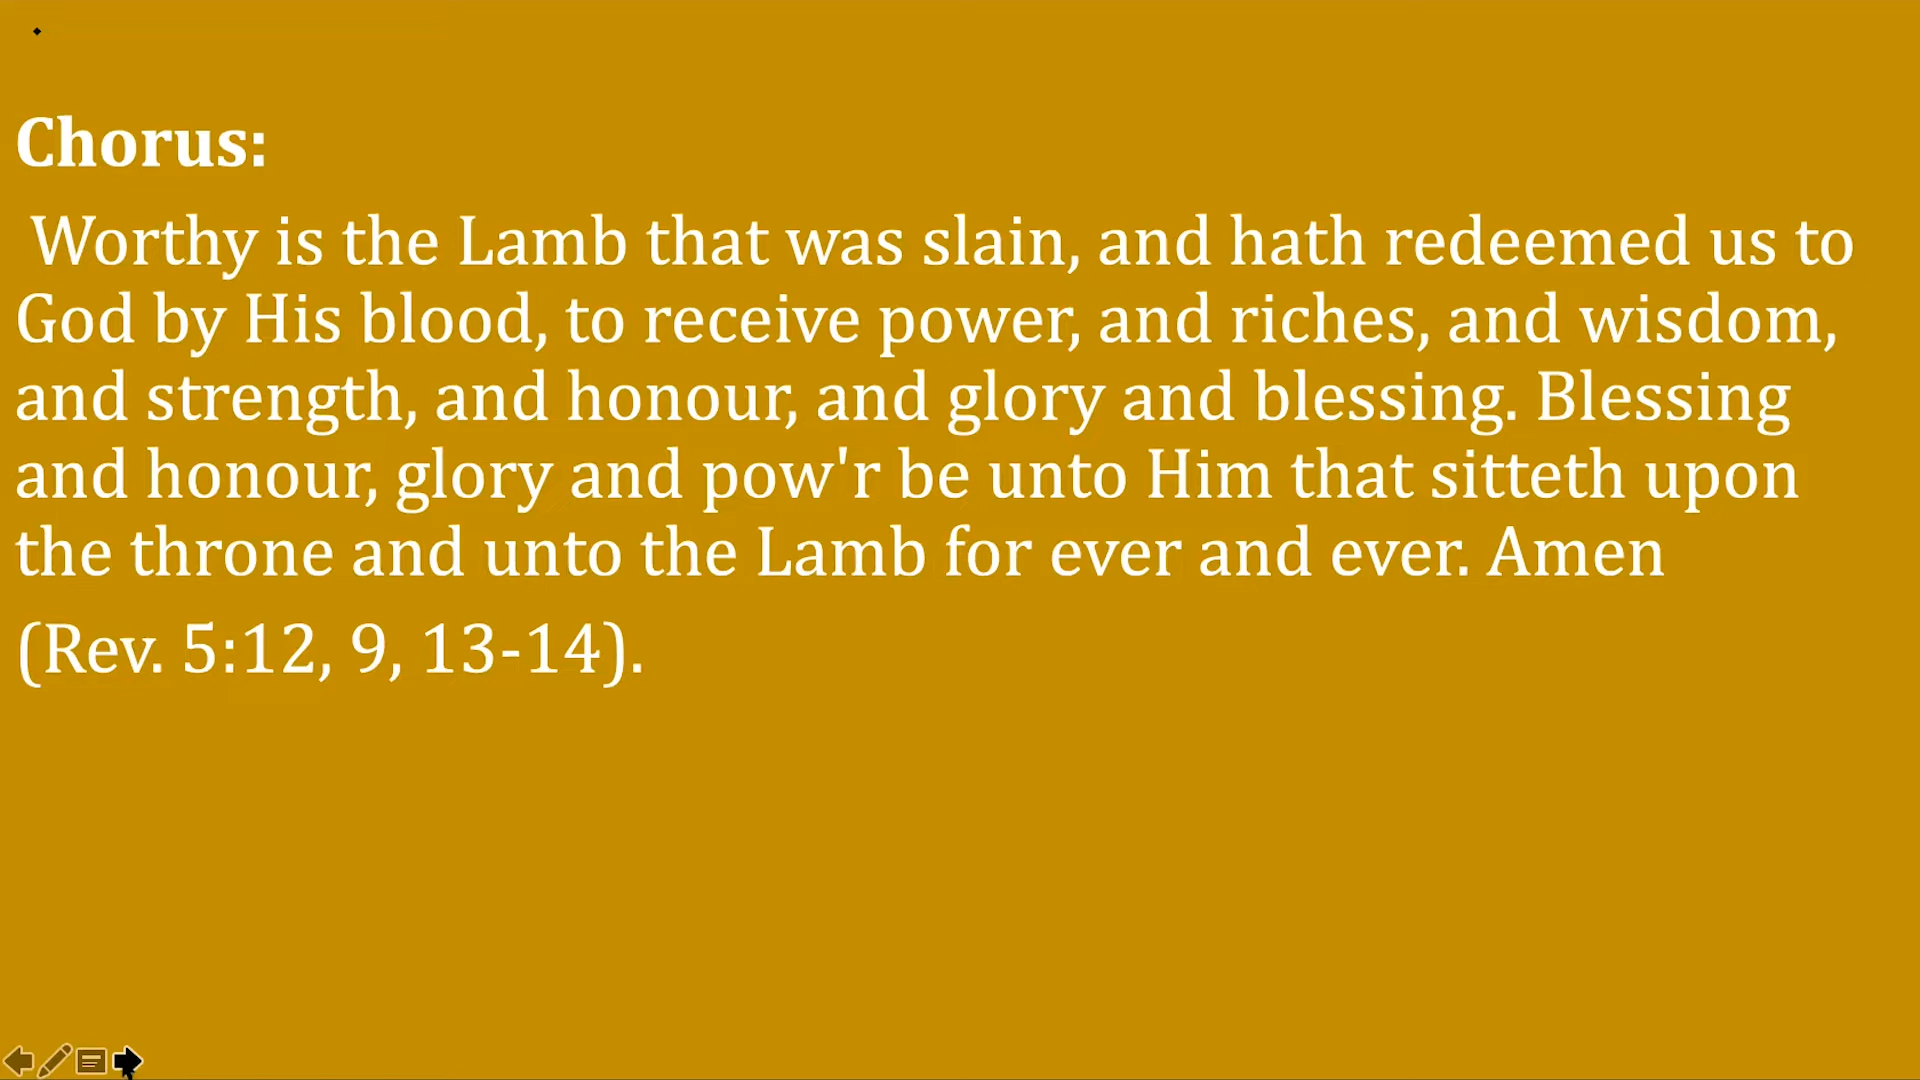 Chorus:
Worthy is the Lamb that was slain, and hath redeemed us to
God by His blood, to receive power, and riches, and wisdom,
and strength, and honour, and glory and blessing. Blessing
and honour, glory and pow'r be unto Him that sitteth upon
the throne and unto the Lamb for ever and ever. Amen
(Rev. 5:12, 9, 13-14).